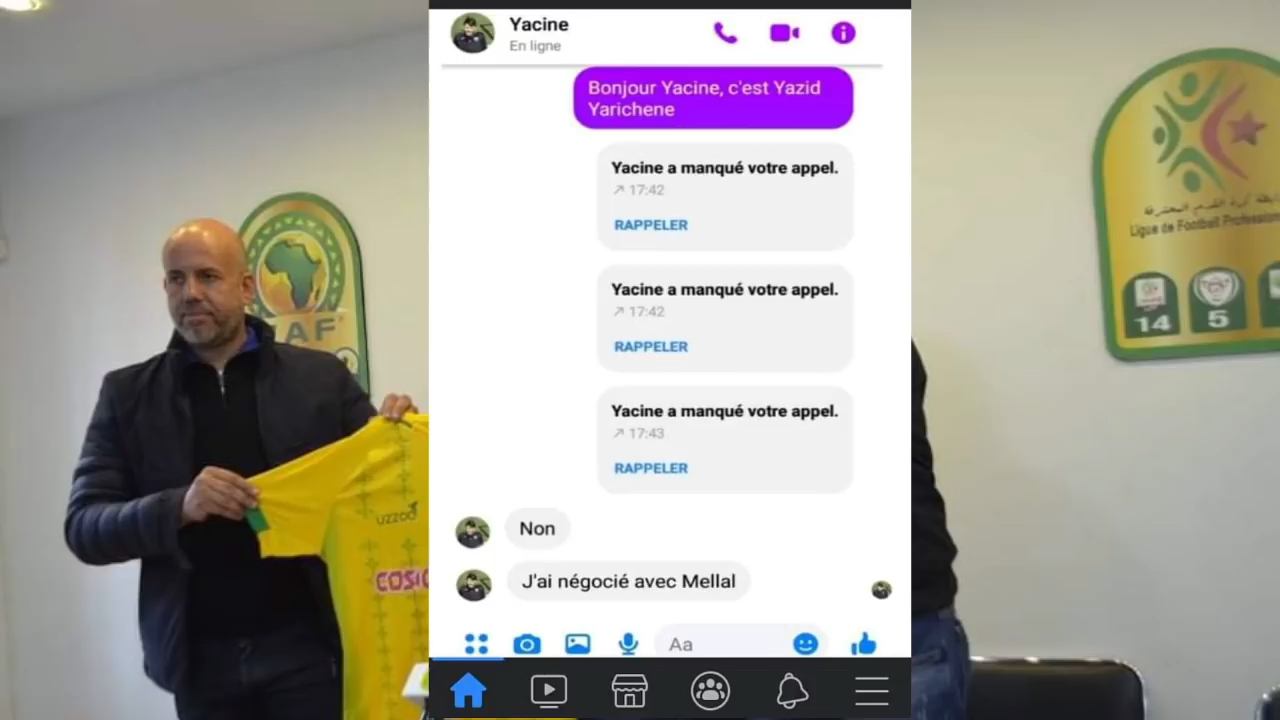 Yacine
En ligne
Bonjour Yacine, c'est Yazid
Yarichene
Yacine a manqué votre appel.
17:42
RAPPELER
Yacine a manqué votre appel.
17:42
RAPPELER
Yacine a manqué votre appel.
17:43
RAPPELER
Non
J'ai négocié avec Mellal
Aa
AF
UZZO
COSI
Ligue de Football Profession
14
5